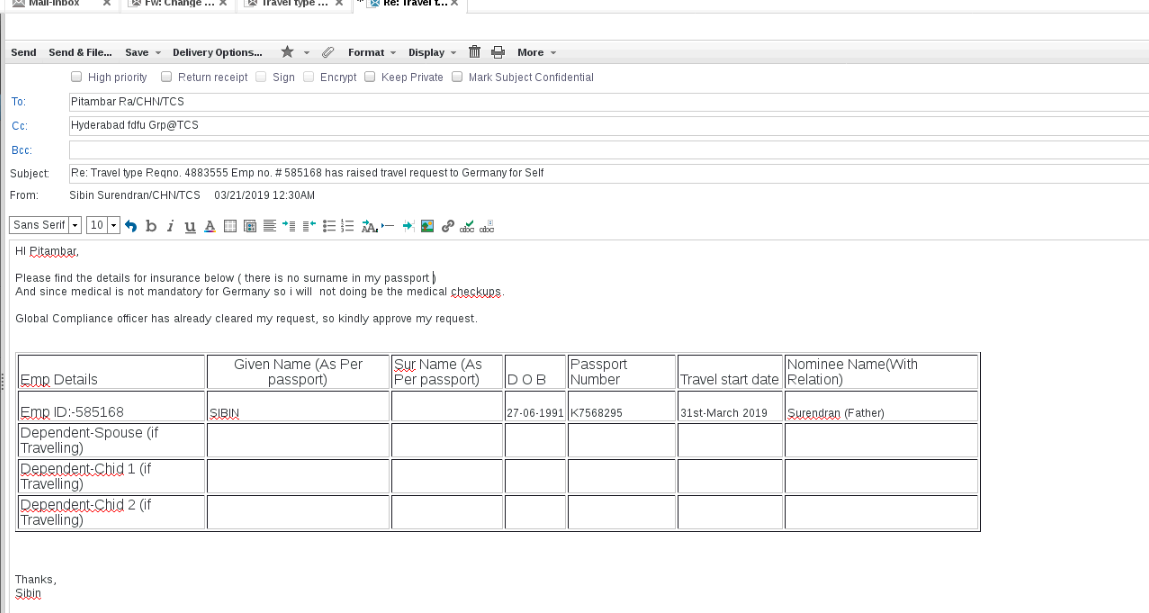 Mail-Inbox Fw: Change ... Travel type ... * Re: Travel t...
Send Send & File... Save Delivery Options... Format Display More
High priority Return receipt Sign Encrypt Keep Private Mark Subject Confidential
To: Pitambar Ra/CHN/TCS
Cc: Hyderabad fdfu Grp@TCS
Bcc:
Subject: Re: Travel type Reqno. 4883555 Emp no. # 585168 has raised travel request to Germany for Self
From: Sibin Surendran/CHN/TCS 03/21/2019 12:30AM
Sans Serif 10 b i u A
HI Pitambar,
Please find the details for insurance below ( there is no surname in my passport )
And since medical is not mandatory for Germany so i will not doing be the medical checkups.
Global Compliance officer has already cleared my request, so kindly approve my request.
Emp Details
Given Name (As Per
passport)
Sur Name (As
Per passport)
D O B
Passport
Number
Travel start date
Nominee Name(With
Relation)
Emp ID:-585168 SIBIN 27-06-1991 K7568295 31st-March 2019 Surendran (Father)
Dependent-Spouse (if
Travelling)
Dependent-Chid 1 (if
Travelling)
Dependent-Chid 2 (if
Travelling)
Thanks,
Sibin